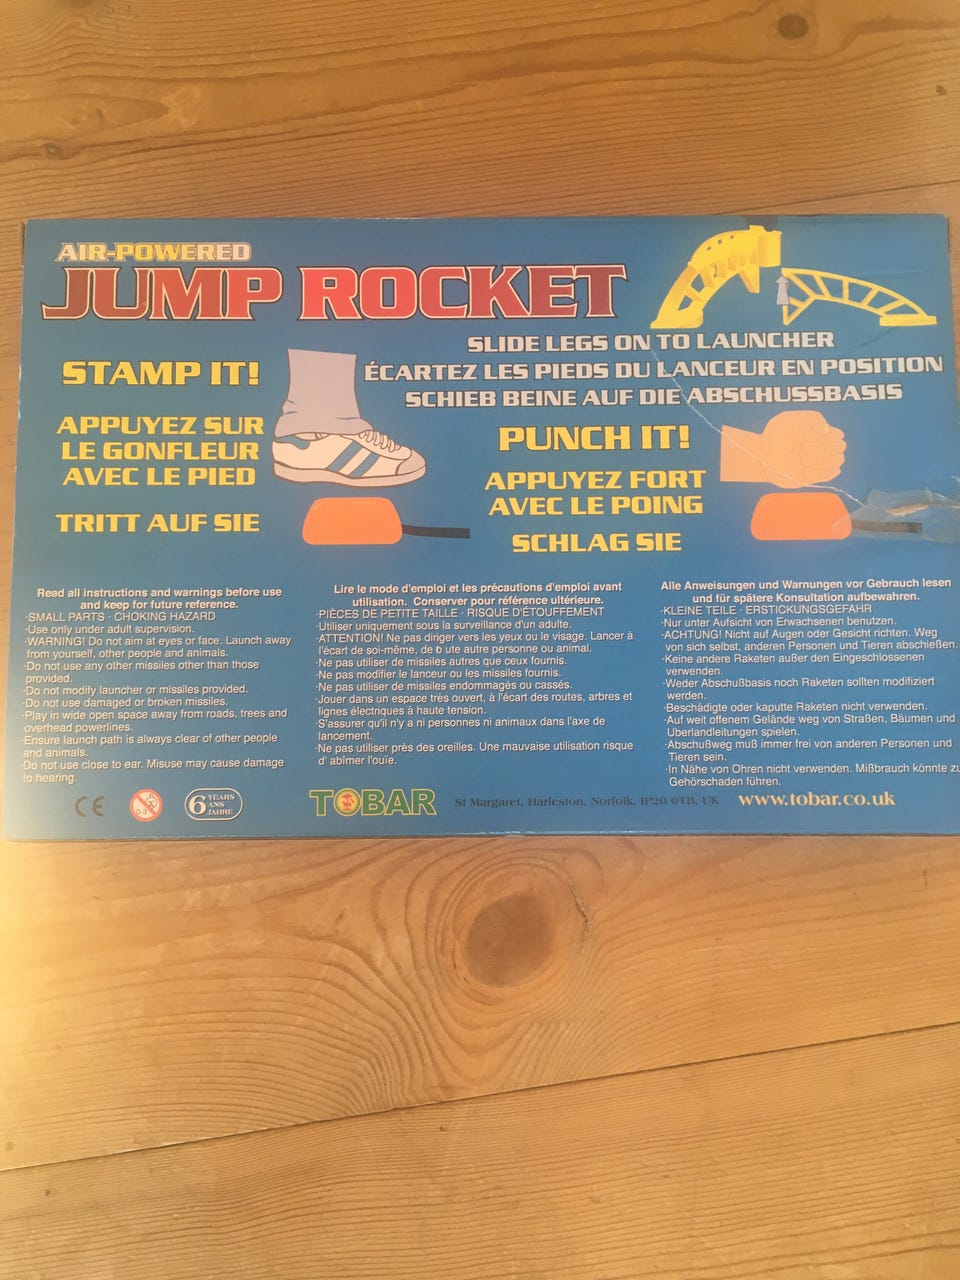 AIR-POWERED
JUMP ROCKET
SLIDE LEGS ON TO LAUNCHER
ÉCARTEZ LES PIEDS DU LANCEUR EN POSITION
SCHIEB BEINE AUF DIE ABSCHUSSBASIS
STAMP IT!
APPUYEZ SUR
LE GONFLEUR
AVEC LE PIED
TRITT AUF SIE
PUNCH IT!
APPUYEZ FORT
AVEC LE POING
SCHLAG SIE
Read all instructions and warnings before use
and keep for future reference.
·SMALL PARTS · CHOKING HAZARD
·Use only under adult supervision.
·WARNING! Do not aim at eyes or face. Launch away
from yourself, other people and animals.
·Do not use any other missiles other than those
provided.
·Do not modify launcher or missiles provided.
·Do not use damaged or broken missiles.
·Play in wide open space away from roads, trees and
overhead powerlines.
·Ensure launch path is always clear of other people
and animals.
·Do not use close to ear. Misuse may cause damage
to hearing.
Lire le mode d'emploi et les précautions d'emploi avant
utilisation. Conserver pour référence ultérieure.
·PIÈCES DE PETITE TAILLE · RISQUE D'ÉTOUFFEMENT
·Utiliser uniquement sous la surveillance d'un adulte.
·ATTENTION! Ne pas diriger vers les yeux ou le visage. Lancer à
l'écart de soi-même, de toute autre personne ou animal.
·Ne pas utiliser de missiles autres que ceux fournis.
·Ne pas modifier le lanceur ou les missiles fournis.
·Ne pas utiliser de missiles endommagés ou cassés.
·Jouer dans un espace très ouvert, à l'écart des routes, arbres et
lignes électriques à haute tension.
·S'assurer qu'il n'y a ni personnes ni animaux dans l'axe de
lancement.
·Ne pas utiliser près des oreilles. Une mauvaise utilisation risque
d' abîmer l'ouïe.
Alle Anweisungen und Warnungen vor Gebrauch lesen
und für spätere Konsultation aufbewahren.
·KLEINE TEILE · ERSTICKUNGSGEFAHR
·Nur unter Aufsicht von Erwachsenen benutzen.
·ACHTUNG! Nicht auf Augen oder Gesicht richten. Weg
von sich selbst, anderen Personen und Tieren abschießen.
·Keine andere Raketen außer den Eingeschlossenen
verwenden.
·Weder Abschußbasis noch Raketen sollten modifiziert
werden.
·Beschädigte oder kaputte Raketen nicht verwenden.
·Auf weit offenem Gelände weg von Straßen, Bäumen und
Uberlandleitungen spielen.
·Abschußweg muß immer frei von anderen Personen und
Tieren sein.
·In Nähe von Ohren nicht verwenden. Mißbrauch könnte zu
Gehörschaden führen.
CE
0-3
6 YEARS
ANS
JAHRE
TOBAR
St Margaret, Harleston, Norfolk, IP20 0TB, UK
www.tobar.co.uk